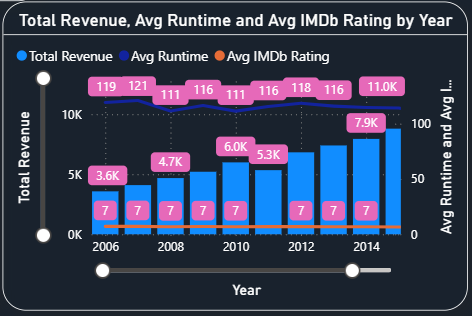 Total Revenue, Avg Runtime and Avg IMDb Rating by Year
Total Revenue Avg Runtime Avg IMDb Rating
119 121 111 116 111 116 118 116 11.0K
10K 7.9K 100
6.0K 5.3K
4.7K
5K 3.6K 50
7 7 7 7 7 7 7 7
0K 0
2006 2008 2010 2012 2014
Year
Total Revenue
Avg Runtime and Avg I...